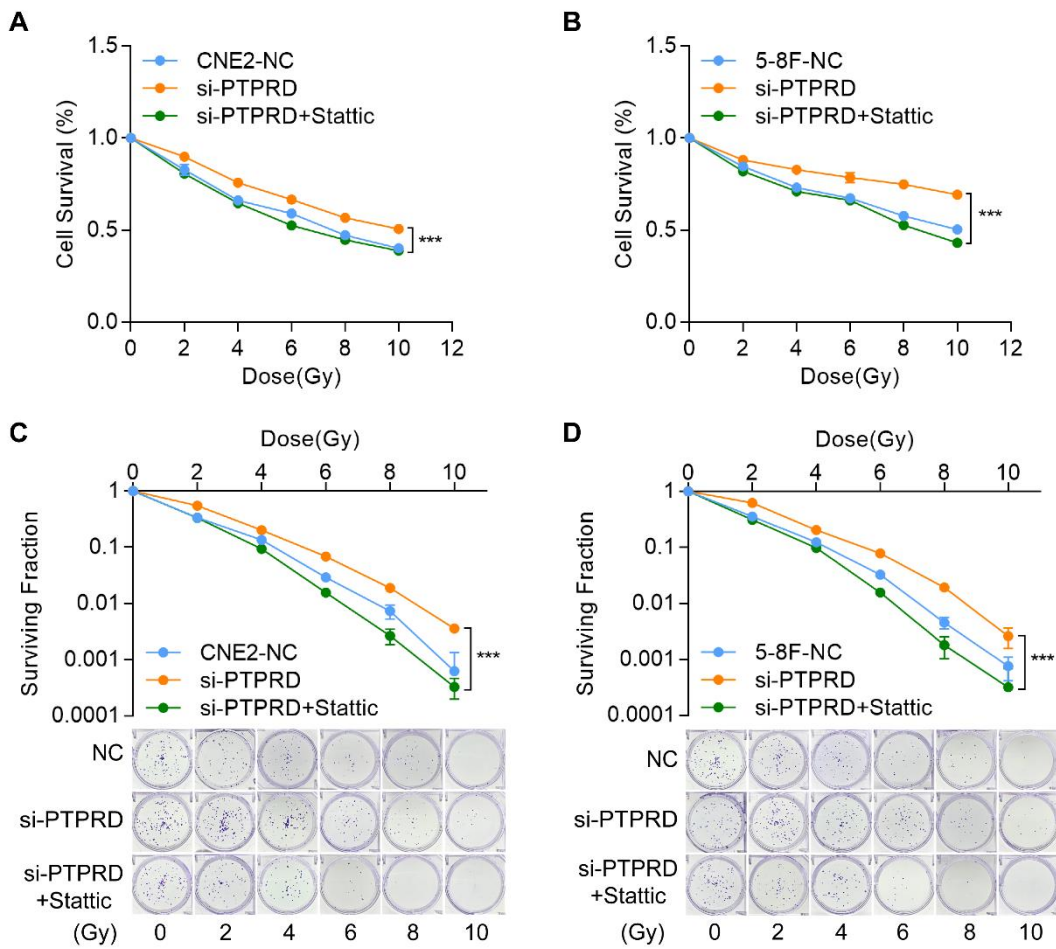 A
1.5
CNE2-NC
si-PTPRD
si-PTPRD+Stattic
Cell Survival (%)
1.0
0.5
***
0.0
0 2 4 6 8 10 12
Dose(Gy)
B
1.5
5-8F-NC
si-PTPRD
si-PTPRD+Stattic
Cell Survival (%)
1.0
0.5
***
0.0
0 2 4 6 8 10 12
Dose(Gy)
C
Dose(Gy)
0 2 4 6 8 10
1
0.1
0.01
0.001
0.0001
Surviving Fraction
CNE2-NC
si-PTPRD
si-PTPRD+Stattic
***
NC
si-PTPRD
si-PTPRD
+Stattic
(Gy) 0 2 4 6 8 10
D
Dose(Gy)
0 2 4 6 8 10
1
0.1
0.01
0.001
0.0001
Surviving Fraction
5-8F-NC
si-PTPRD
si-PTPRD+Stattic
***
NC
si-PTPRD
si-PTPRD
+Stattic
(Gy) 0 2 4 6 8 10